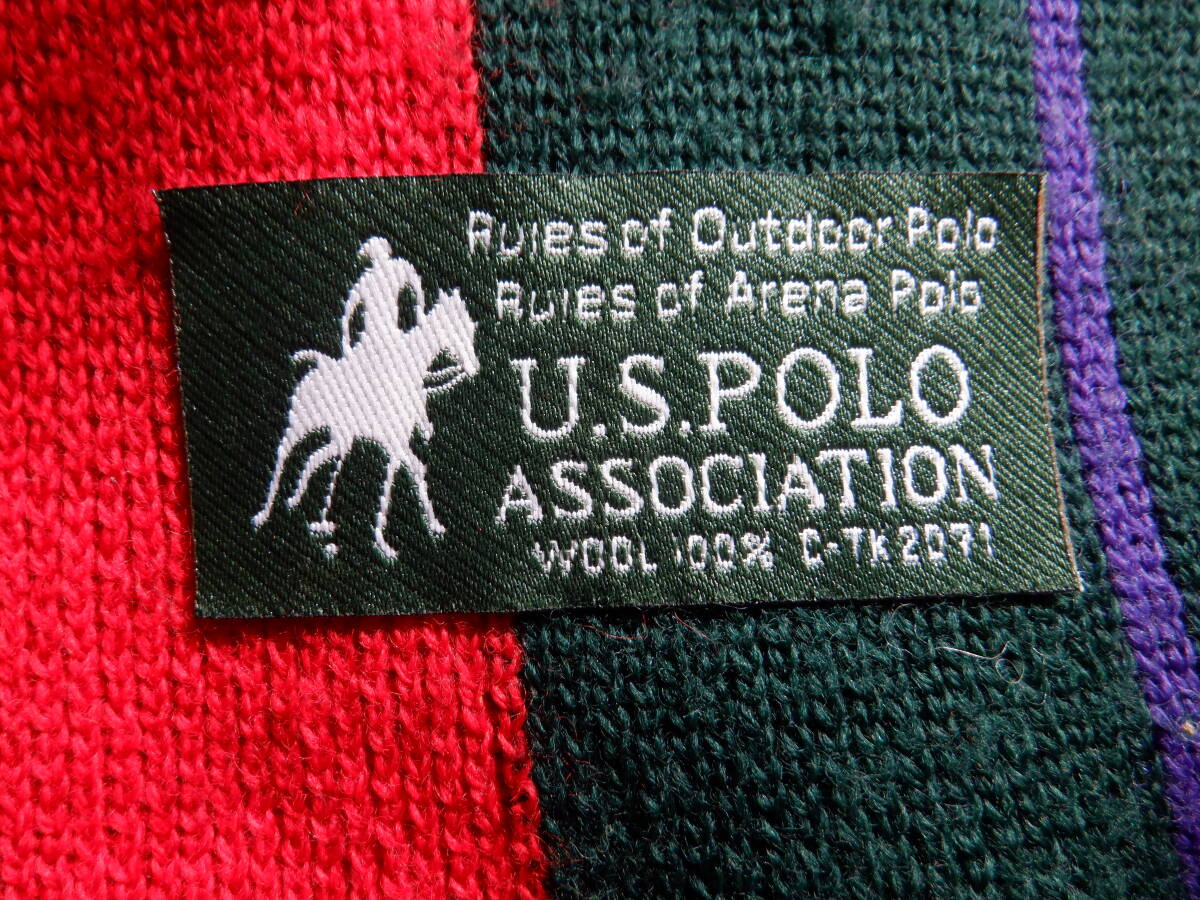 Rules of Outdoor Polo
Rules of Arena Polo
U.S.POLO
ASSOCIATION
WOOL 100% C-TK2071